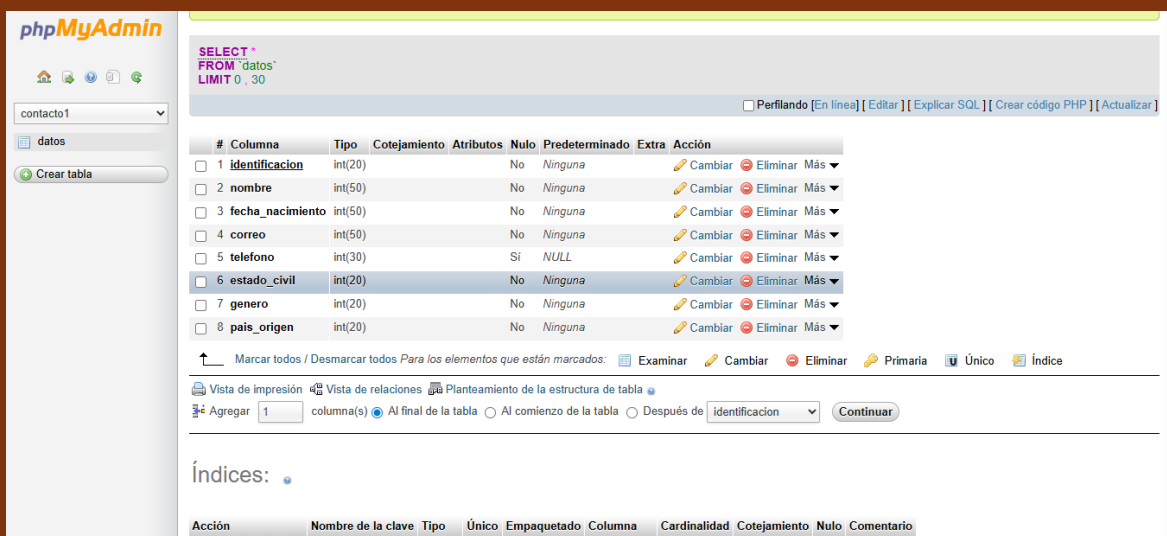 phpMyAdmin
contacto1
datos
Crear tabla
SELECT *
FROM `datos`
LIMIT 0 , 30
Perfilando [En línea] [ Editar ] [ Explicar SQL ] [ Crear código PHP ] [ Actualizar ]
# Columna Tipo Cotejamiento Atributos Nulo Predeterminado Extra Acción
1 identificacion int(20) No Ninguna Cambiar Eliminar Más
2 nombre int(50) No Ninguna Cambiar Eliminar Más
3 fecha_nacimiento int(50) No Ninguna Cambiar Eliminar Más
4 correo int(50) No Ninguna Cambiar Eliminar Más
5 telefono int(30) Sí NULL Cambiar Eliminar Más
6 estado_civil int(20) No Ninguna Cambiar Eliminar Más
7 genero int(20) No Ninguna Cambiar Eliminar Más
8 pais_origen int(20) No Ninguna Cambiar Eliminar Más
Marcar todos / Desmarcar todos Para los elementos que están marcados: Examinar Cambiar Eliminar Primaria Único Índice
Vista de impresión Vista de relaciones Planteamiento de la estructura de tabla
Agregar 1 columna(s) Al final de la tabla Al comienzo de la tabla Después de identificacion Continuar
Índices:
Acción Nombre de la clave Tipo Único Empaquetado Columna Cardinalidad Cotejamiento Nulo Comentario